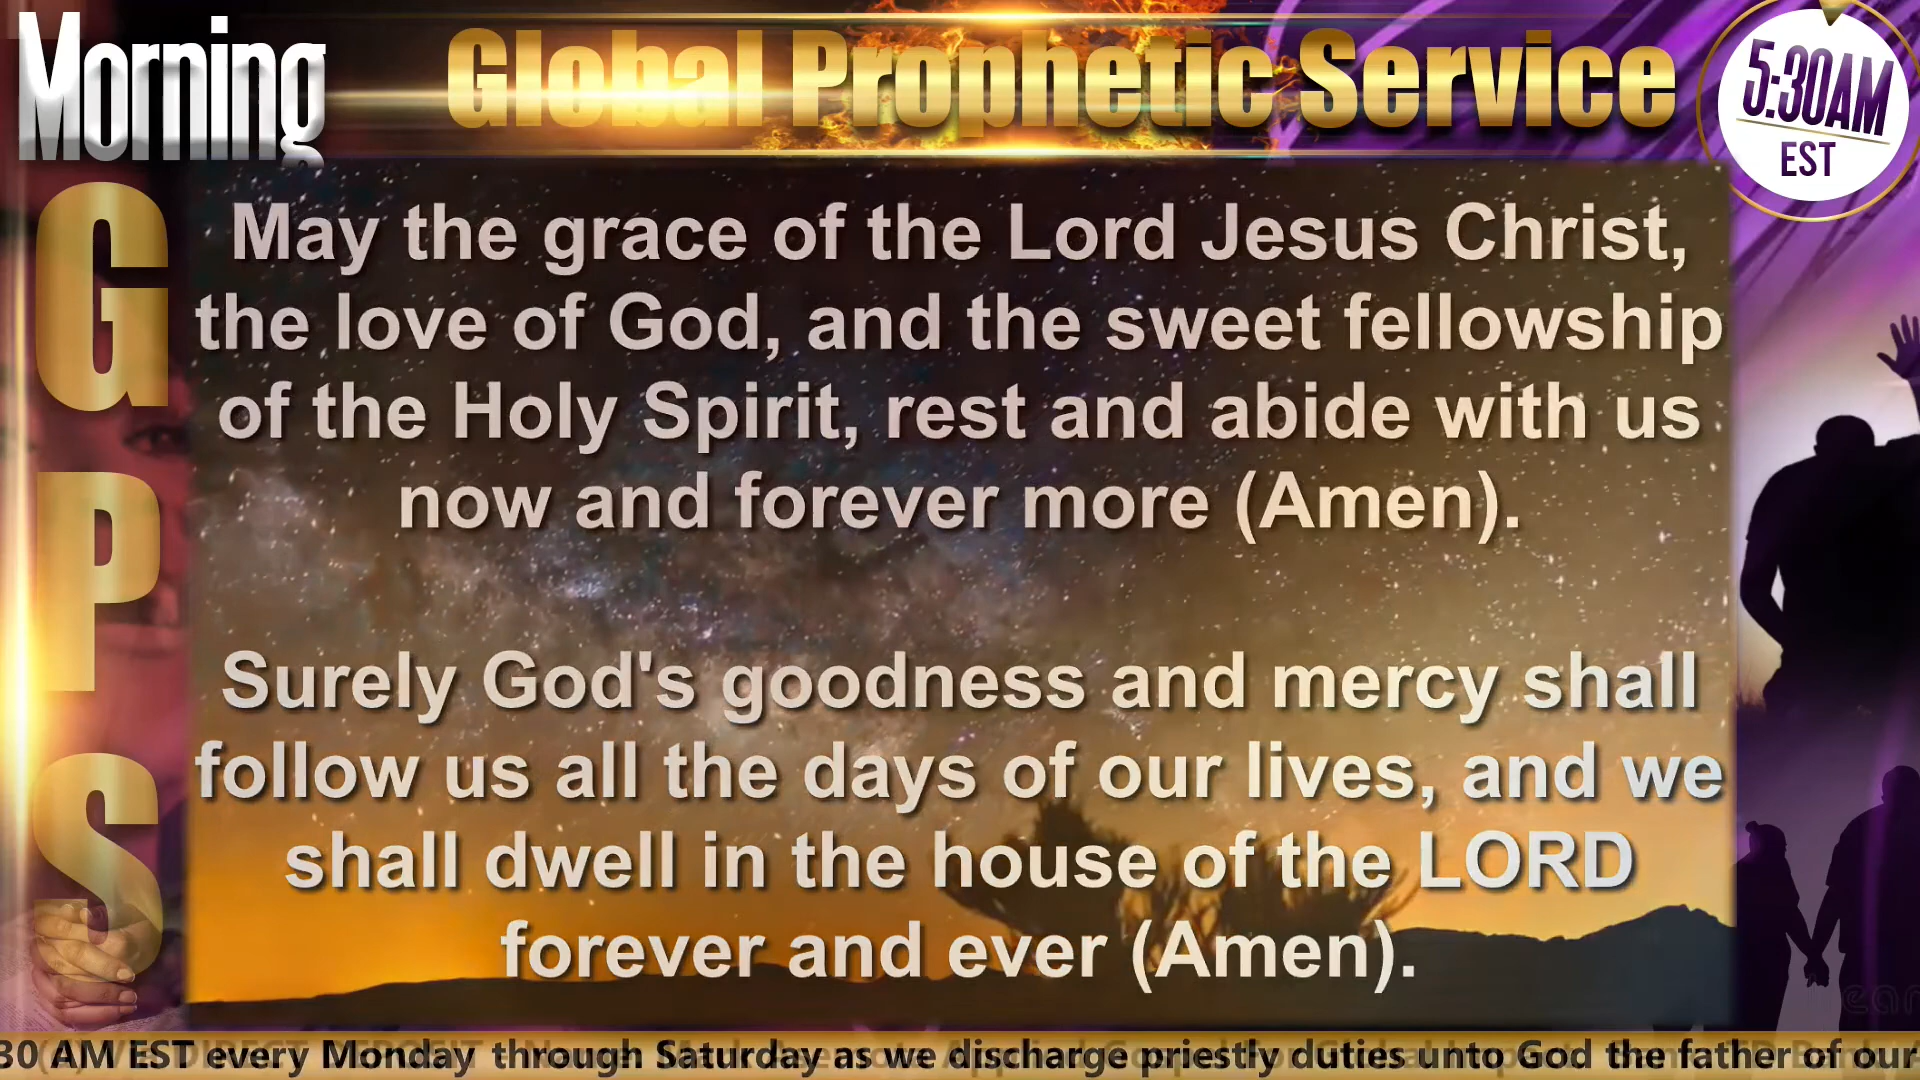 Morning
Global Prophetic Service
5:30AM
EST
G
P
S
May the grace of the Lord Jesus Christ,
the love of God, and the sweet fellowship
of the Holy Spirit, rest and abide with us
now and forever more (Amen).
Surely God's goodness and mercy shall
follow us all the days of our lives, and we
shall dwell in the house of the LORD
forever and ever (Amen).
30 AM EST every Monday through Saturday as we discharge priestly duties unto God the father of our